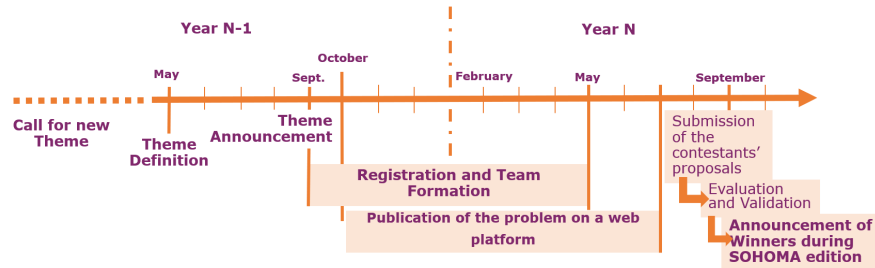 Year N-1
Year N
October
May
Sept.
February
May
September
Call for new
Theme
Theme
Definition
Theme
Announcement
Submission
of the
contestants’
proposals
Registration and Team
Formation
Evaluation
and Validation
Publication of the problem on a web
platform
Announcement of
Winners during
SOHOMA edition